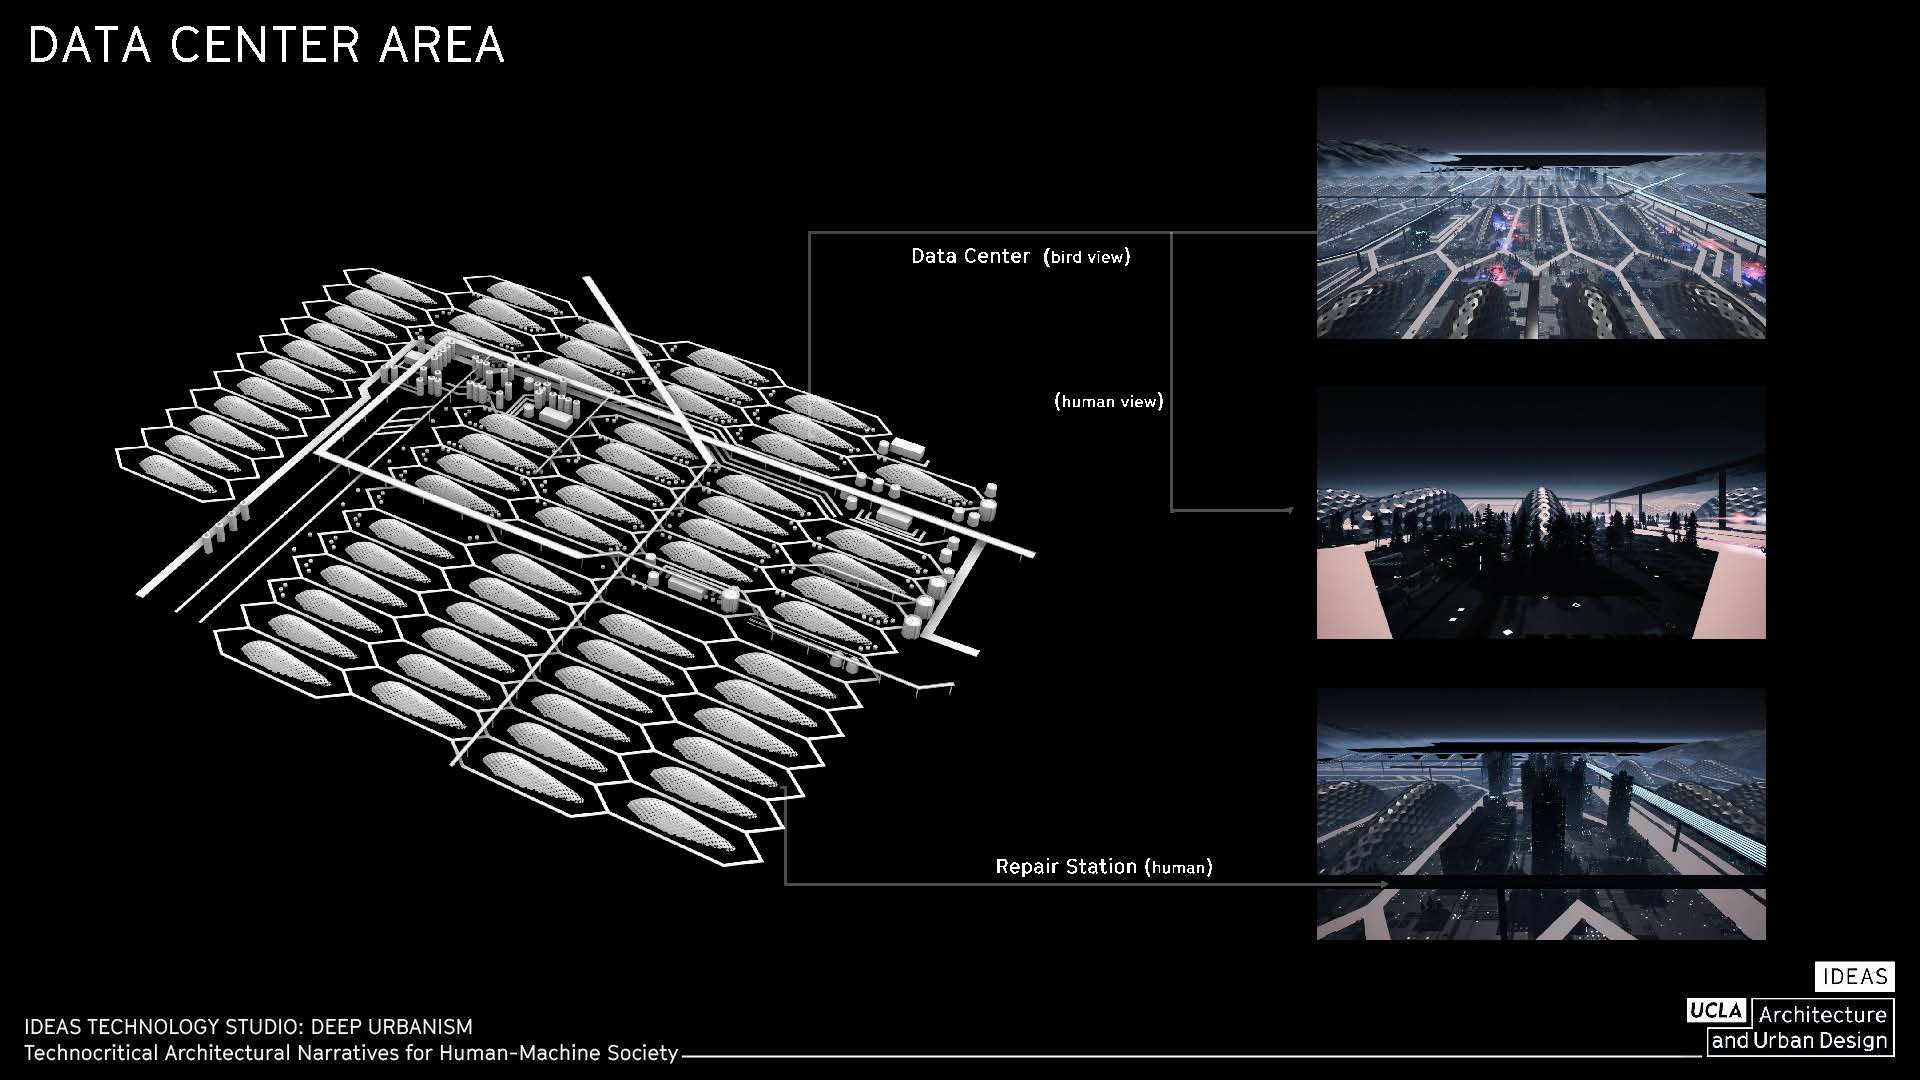 DATA CENTER AREA
Data Center (bird view)
(human view)
Repair Station (human)
IDEAS TECHNOLOGY STUDIO: DEEP URBANISM
Technocritical Architectural Narratives for Human-Machine Society
IDEAS
UCLA Architecture
and Urban Design